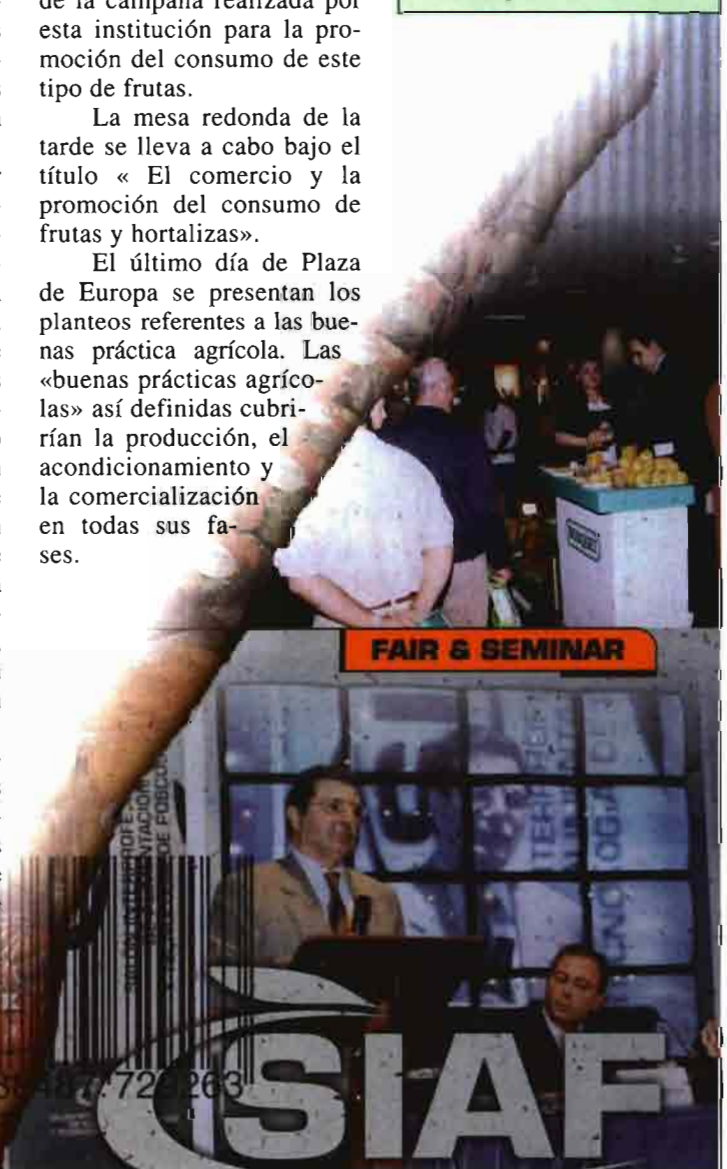 de la campaña realizada por
esta institución para la pro-
moción del consumo de este
tipo de frutas.
La mesa redonda de la
tarde se lleva a cabo bajo el
título « El comercio y la
promoción del consumo de
frutas y hortalizas».
El último día de Plaza
de Europa se presentan los
planteos referentes a las bue-
nas práctica agrícola. Las
«buenas prácticas agríco-
las» así definidas cubri-
rían la producción, el
acondicionamiento y
la comercialización
en todas sus fa-
ses.
FAIR & SEMINAR
SIAF